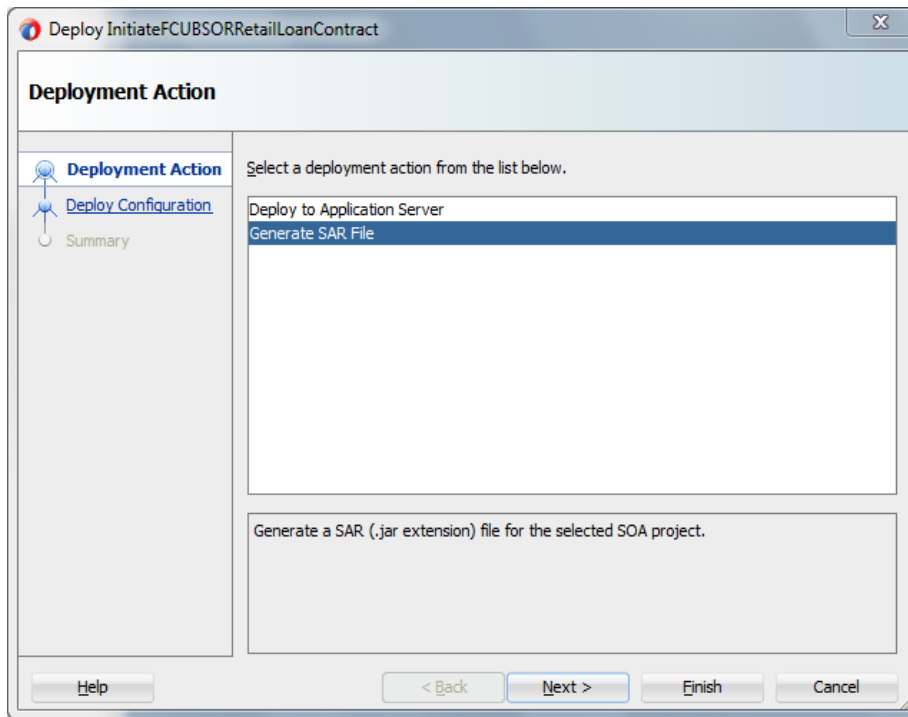 Deploy InitiateFCUBSORRetailLoanContract
Deployment Action
Deployment Action
Deploy Configuration
Summary
Select a deployment action from the list below.
Deploy to Application Server
Generate SAR File
Generate a SAR (.jar extension) file for the selected SOA project.
Help
< Back
Next >
Finish
Cancel